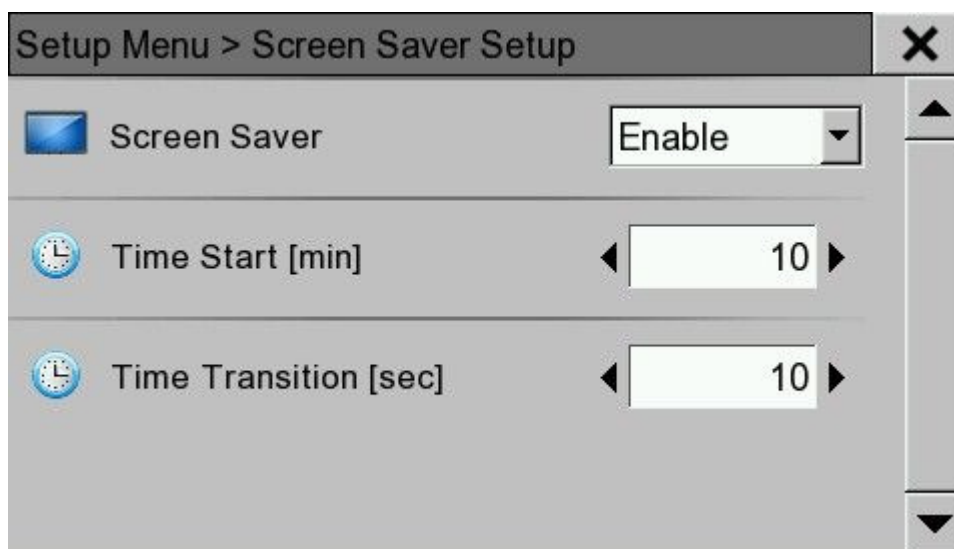 Setup Menu > Screen Saver Setup
Screen Saver Enable
Time Start [min] 10
Time Transition [sec] 10